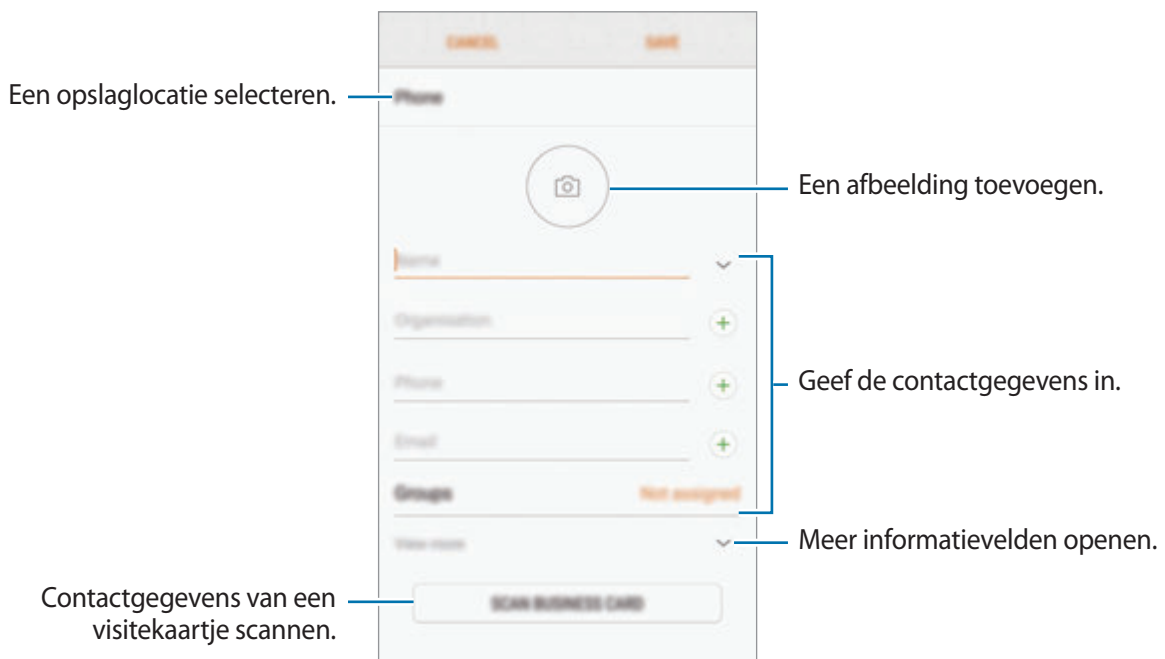 CANCEL SAVE
Een opslaglocatie selecteren.
Phone
Een afbeelding toevoegen.
Name
Organisation
Phone
Geef de contactgegevens in.
Email
Groups Not assigned
View more
Meer informatievelden openen.
SCAN BUSINESS CARD
Contactgegevens van een
visitekaartje scannen.